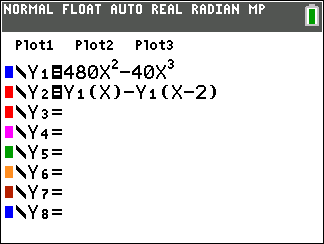 NORMAL FLOAT AUTO REAL RADIAN MP
Plot1 Plot2 Plot3
\Y₁=480X²-40X³
\Y₂=Y₁(X)-Y₁(X-2)
\Y₃=
\Y₄=
\Y₅=
\Y₆=
\Y₇=
\Y₈=